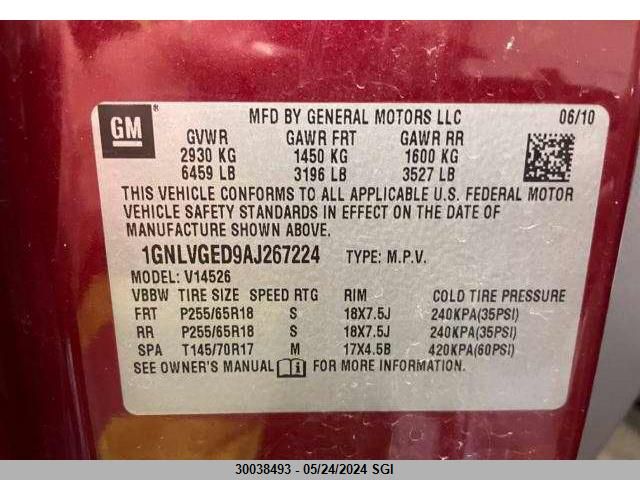 GM
MFD BY GENERAL MOTORS LLC 06/10
GVWR GAWR FRT GAWR RR
2930 KG 1450 KG 1600 KG
6459 LB 3196 LB 3527 LB
THIS VEHICLE CONFORMS TO ALL APPLICABLE U.S. FEDERAL MOTOR
VEHICLE SAFETY STANDARDS IN EFFECT ON THE DATE OF
MANUFACTURE SHOWN ABOVE.
1GNLVGED9AJ267224 TYPE: M.P.V.
MODEL: V14526
VBBW TIRE SIZE SPEED RTG RIM COLD TIRE PRESSURE
FRT P255/65R18 S 18X7.5J 240KPA(35PSI)
RR P255/65R18 S 18X7.5J 240KPA(35PSI)
SPA T145/70R17 M 17X4.5B 420KPA(60PSI)
SEE OWNER'S MANUAL FOR MORE INFORMATION.
30038493 - 05/24/2024 SGI